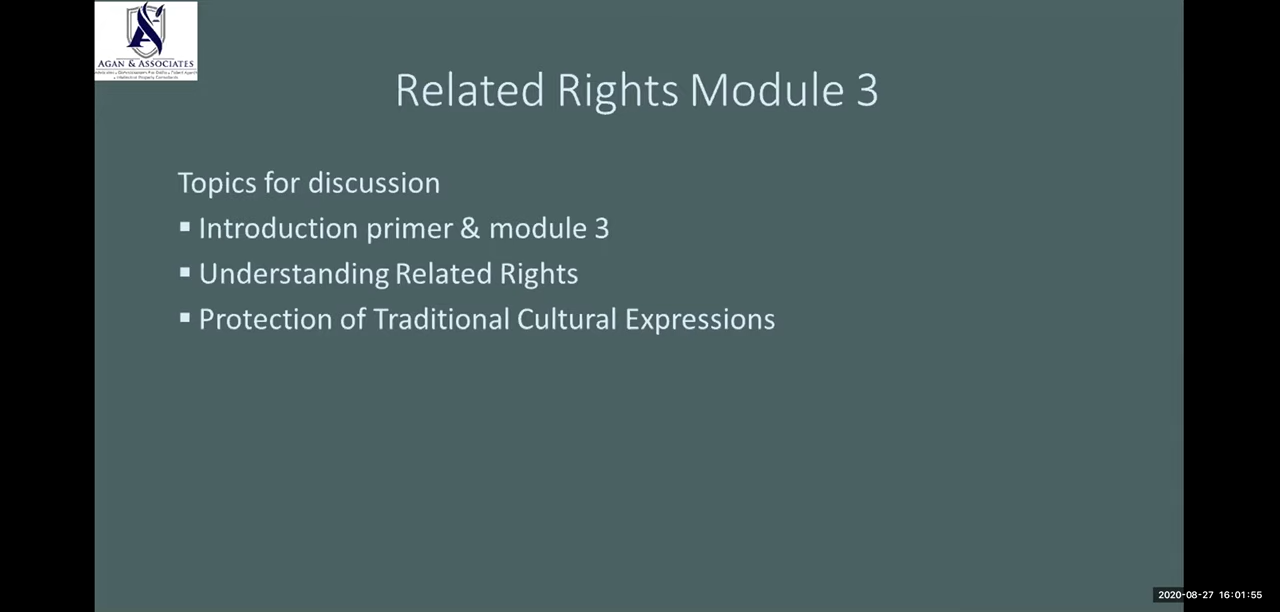 AGAN & ASSOCIATES
Related Rights Module 3
Topics for discussion
▪ Introduction primer & module 3
▪ Understanding Related Rights
▪ Protection of Traditional Cultural Expressions
2020-08-27 16:01:55